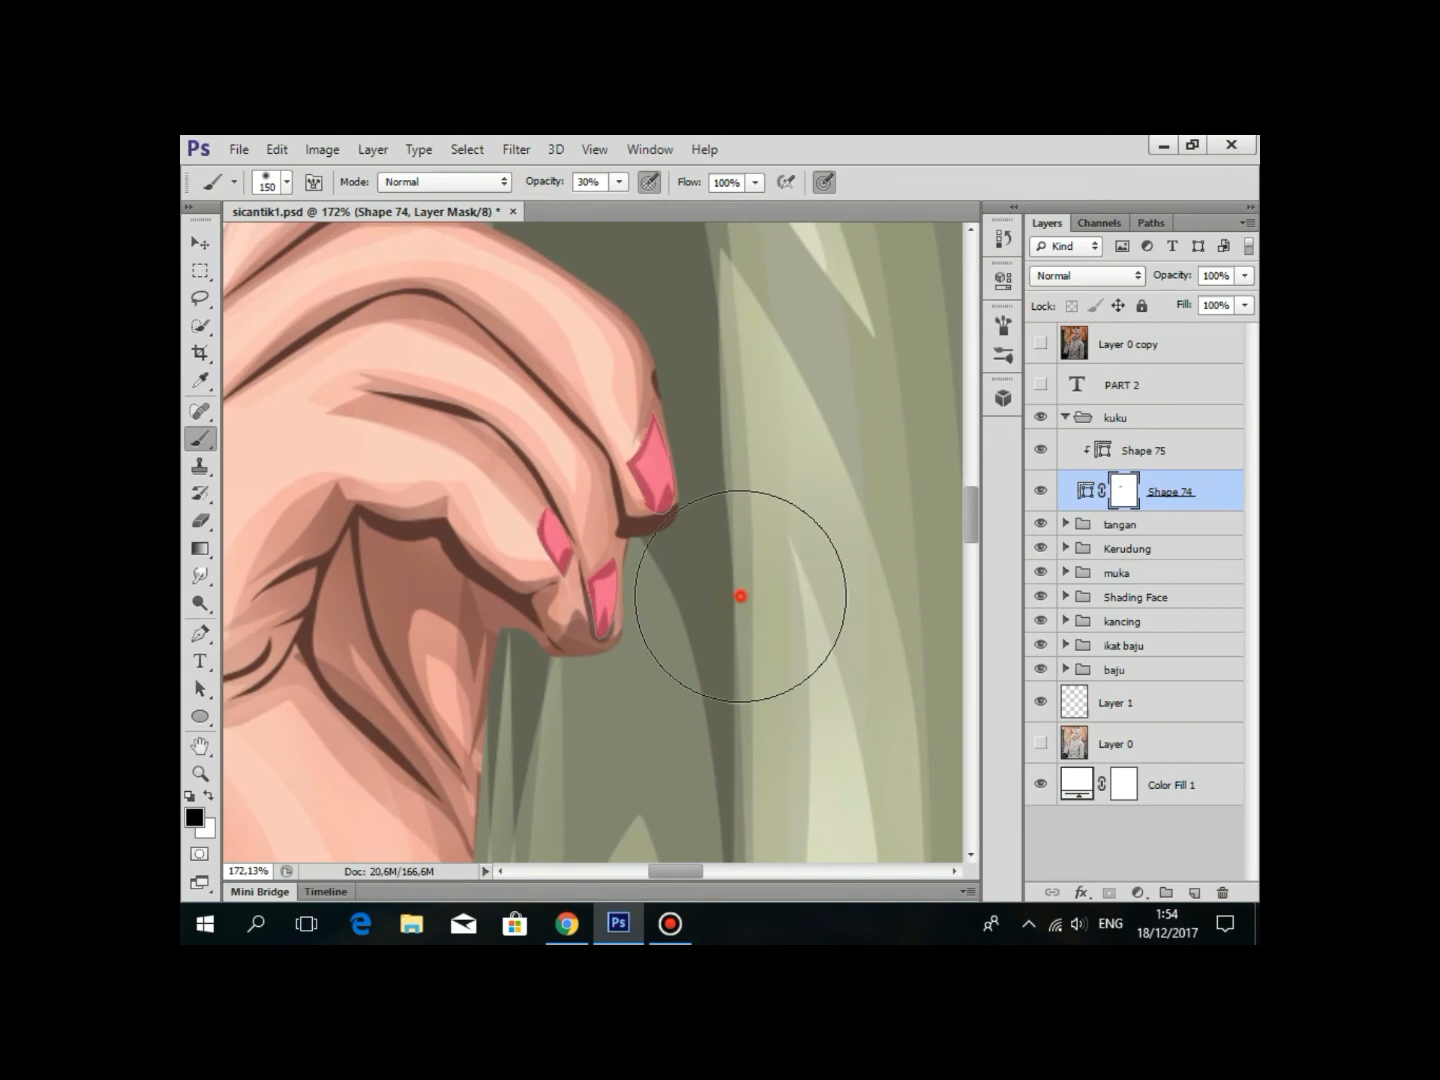 Ps File Edit Image Layer Type Select Filter 3D View Window Help
150 Mode: Normal Opacity: 30% Flow: 100%
sicantik1.psd @ 172% (Shape 74, Layer Mask/8) * ×
Layers Channels Paths
Kind
Normal Opacity: 100%
Lock: Fill: 100%
Layer 0 copy
T PART 2
kuku
Shape 75
Shape 74
tangan
Kerudung
muka
Shading Face
kancing
ikat baju
baju
Layer 1
Layer 0
Color Fill 1
172,13% Doc: 20,6M/166,6M
Mini Bridge Timeline
fx
Ps ENG 1:54
18/12/2017